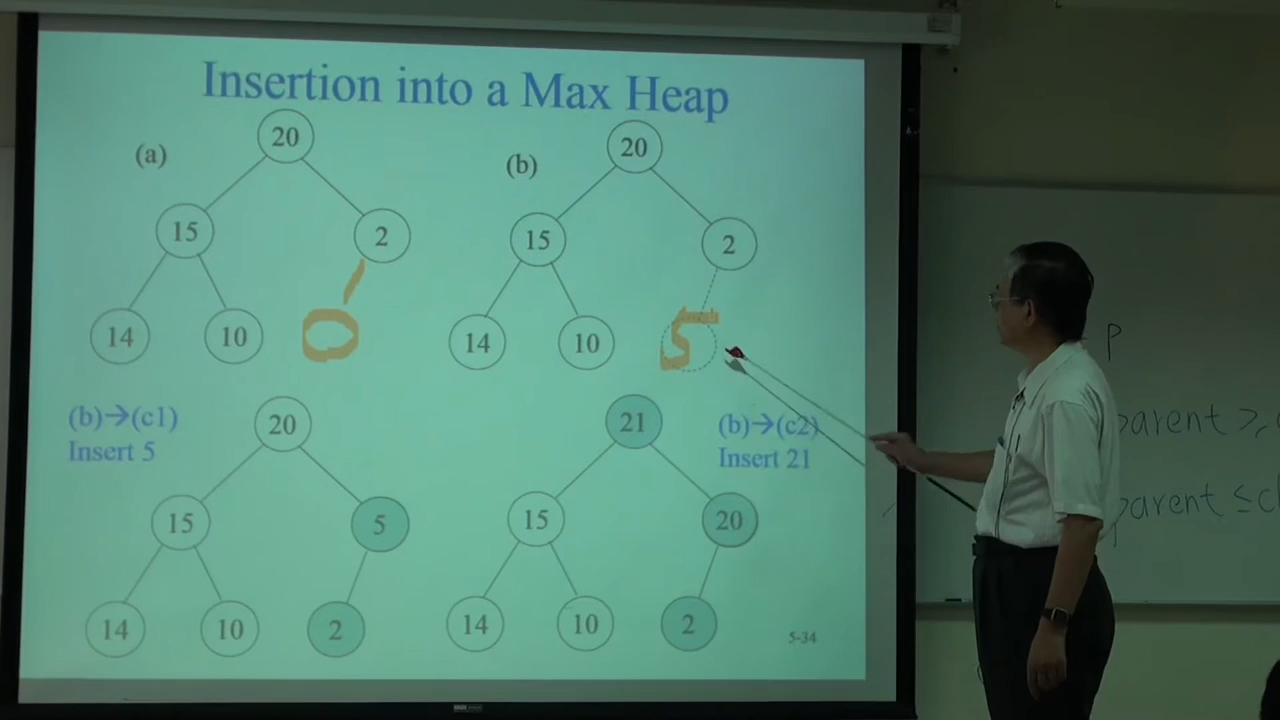 Insertion into a Max Heap
(a)
20
15
2
14
10
(b)
20
15
2
14
10
5
(b)→(c1)
Insert 5
20
15
5
14
10
2
(b)→(c2)
Insert 21
21
15
20
14
10
2
5-34
P
parent ≥
parent ≤